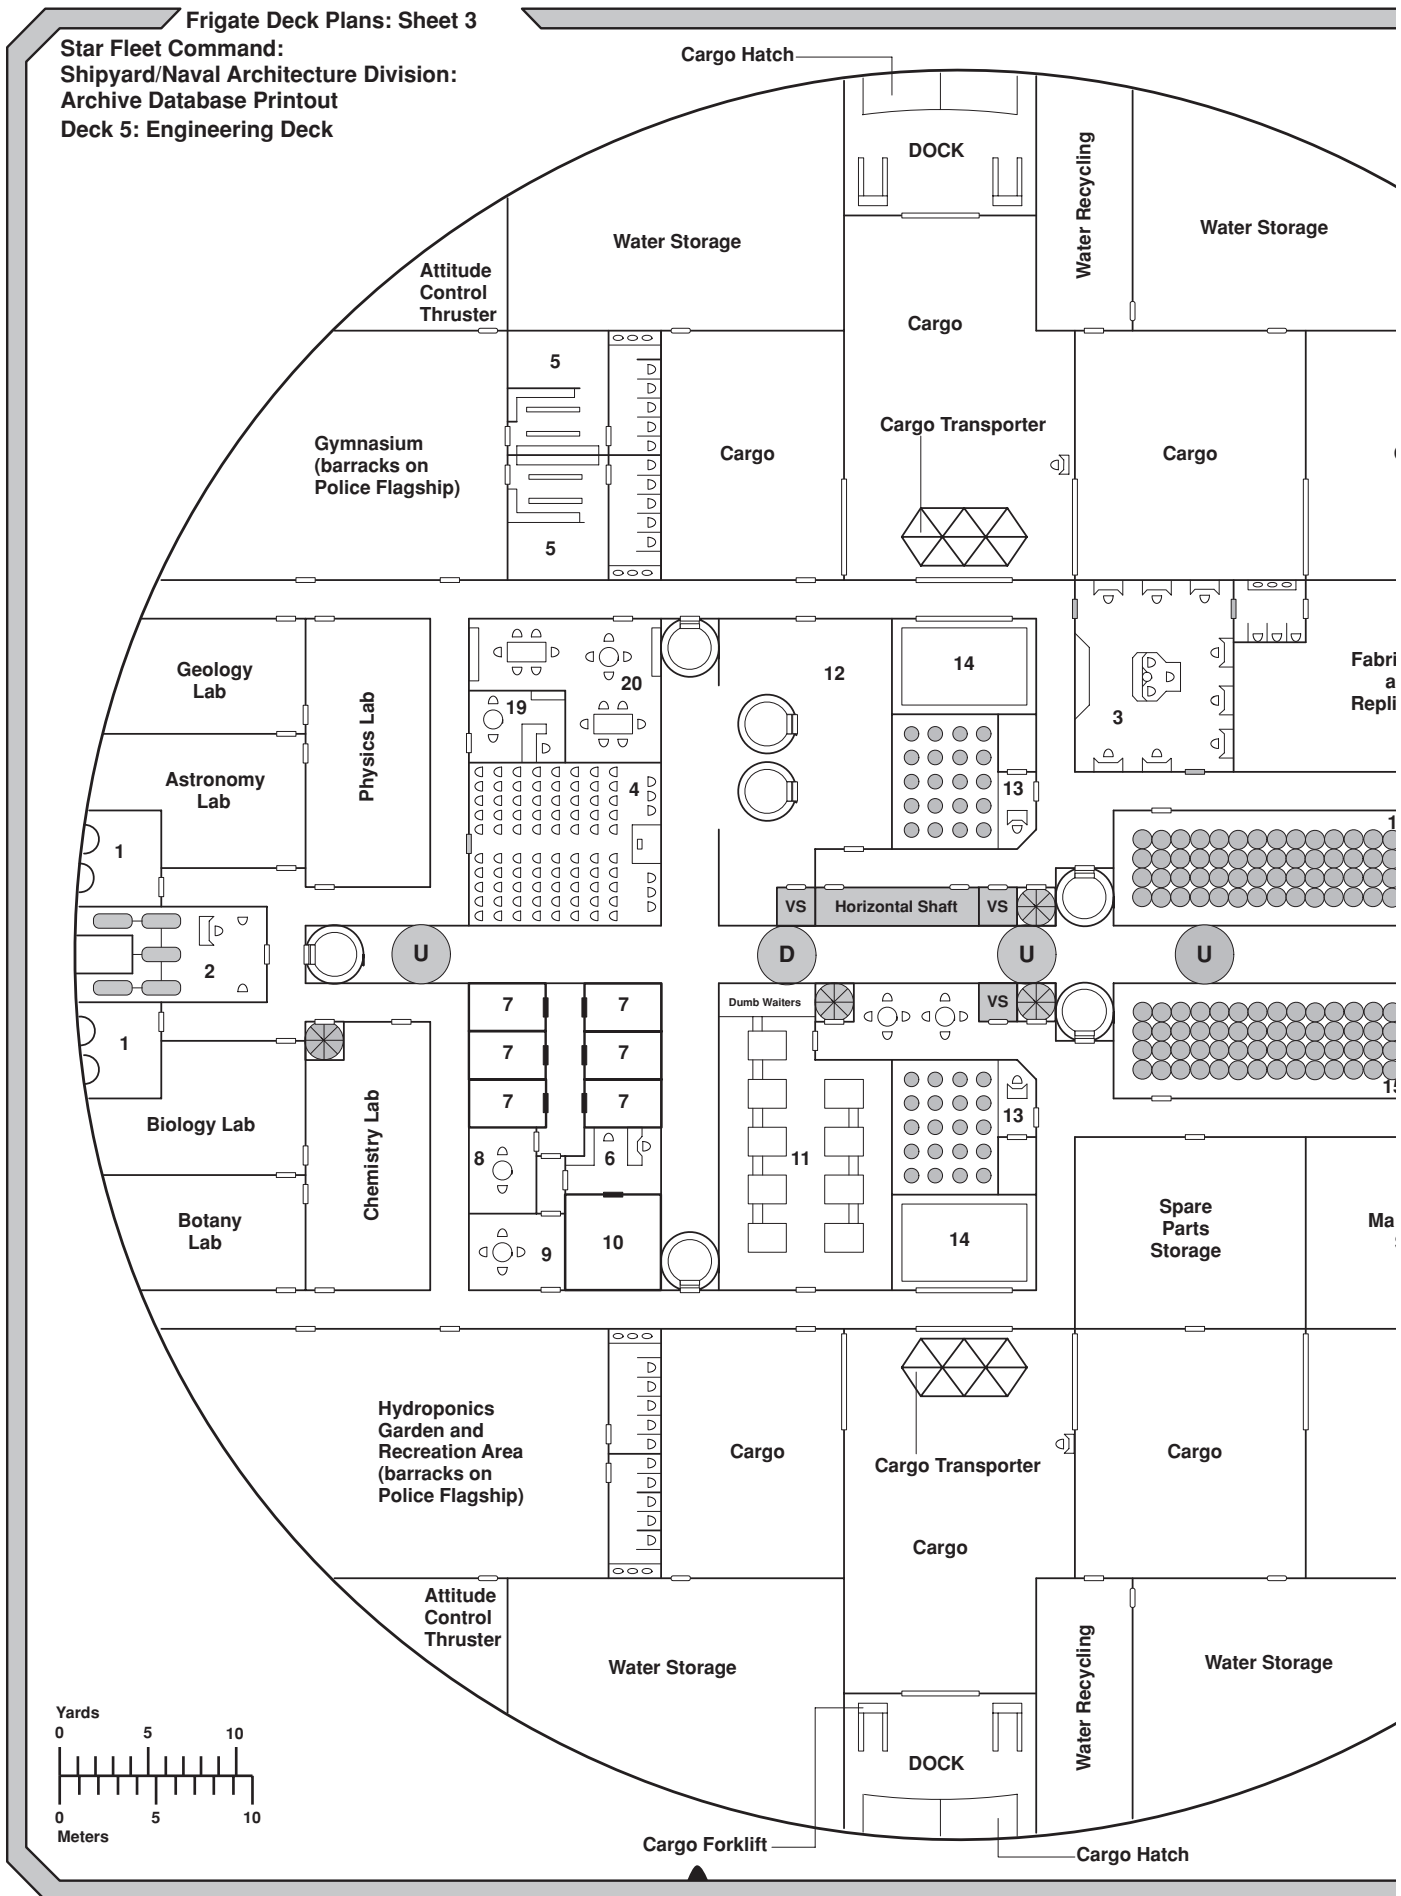 Frigate Deck Plans: Sheet 3
Star Fleet Command:
Shipyard/Naval Architecture Division:
Archive Database Printout
Deck 5: Engineering Deck
Cargo Hatch
DOCK
Water Recycling
Water Storage
Water Storage
Attitude
Control
Thruster
Cargo
5
Gymnasium
(barracks on
Police Flagship)
Cargo
Cargo Transporter
Cargo
5
Geology
Lab
Physics Lab
20
19
12
14
3
Fabri
a
Repli
Astronomy
Lab
4
13
1
1
VS
Horizontal Shaft
VS
2
U
D
U
U
7
7
Dumb Waiters
VS
1
7
7
7
7
13
15
Biology Lab
Chemistry Lab
8
6
11
Botany
Lab
9
10
14
Spare
Parts
Storage
Ma
Hydroponics
Garden and
Recreation Area
(barracks on
Police Flagship)
Cargo
Cargo Transporter
Cargo
Cargo
Attitude
Control
Thruster
Water Storage
Water Recycling
Water Storage
DOCK
Yards
0 5 10
0 5 10
Meters
Cargo Forklift
Cargo Hatch